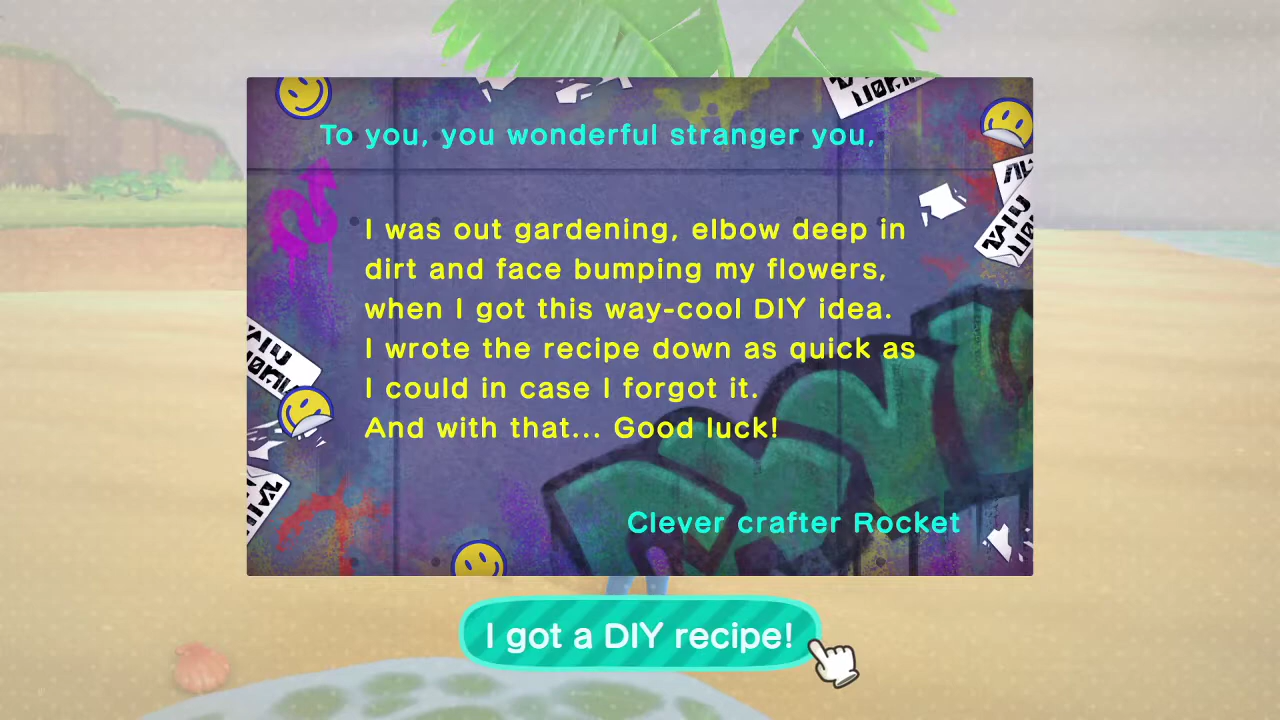 To you, you wonderful stranger you,
I was out gardening, elbow deep in
dirt and face bumping my flowers,
when I got this way-cool DIY idea.
I wrote the recipe down as quick as
I could in case I forgot it.
And with that... Good luck!
Clever crafter Rocket
I got a DIY recipe!